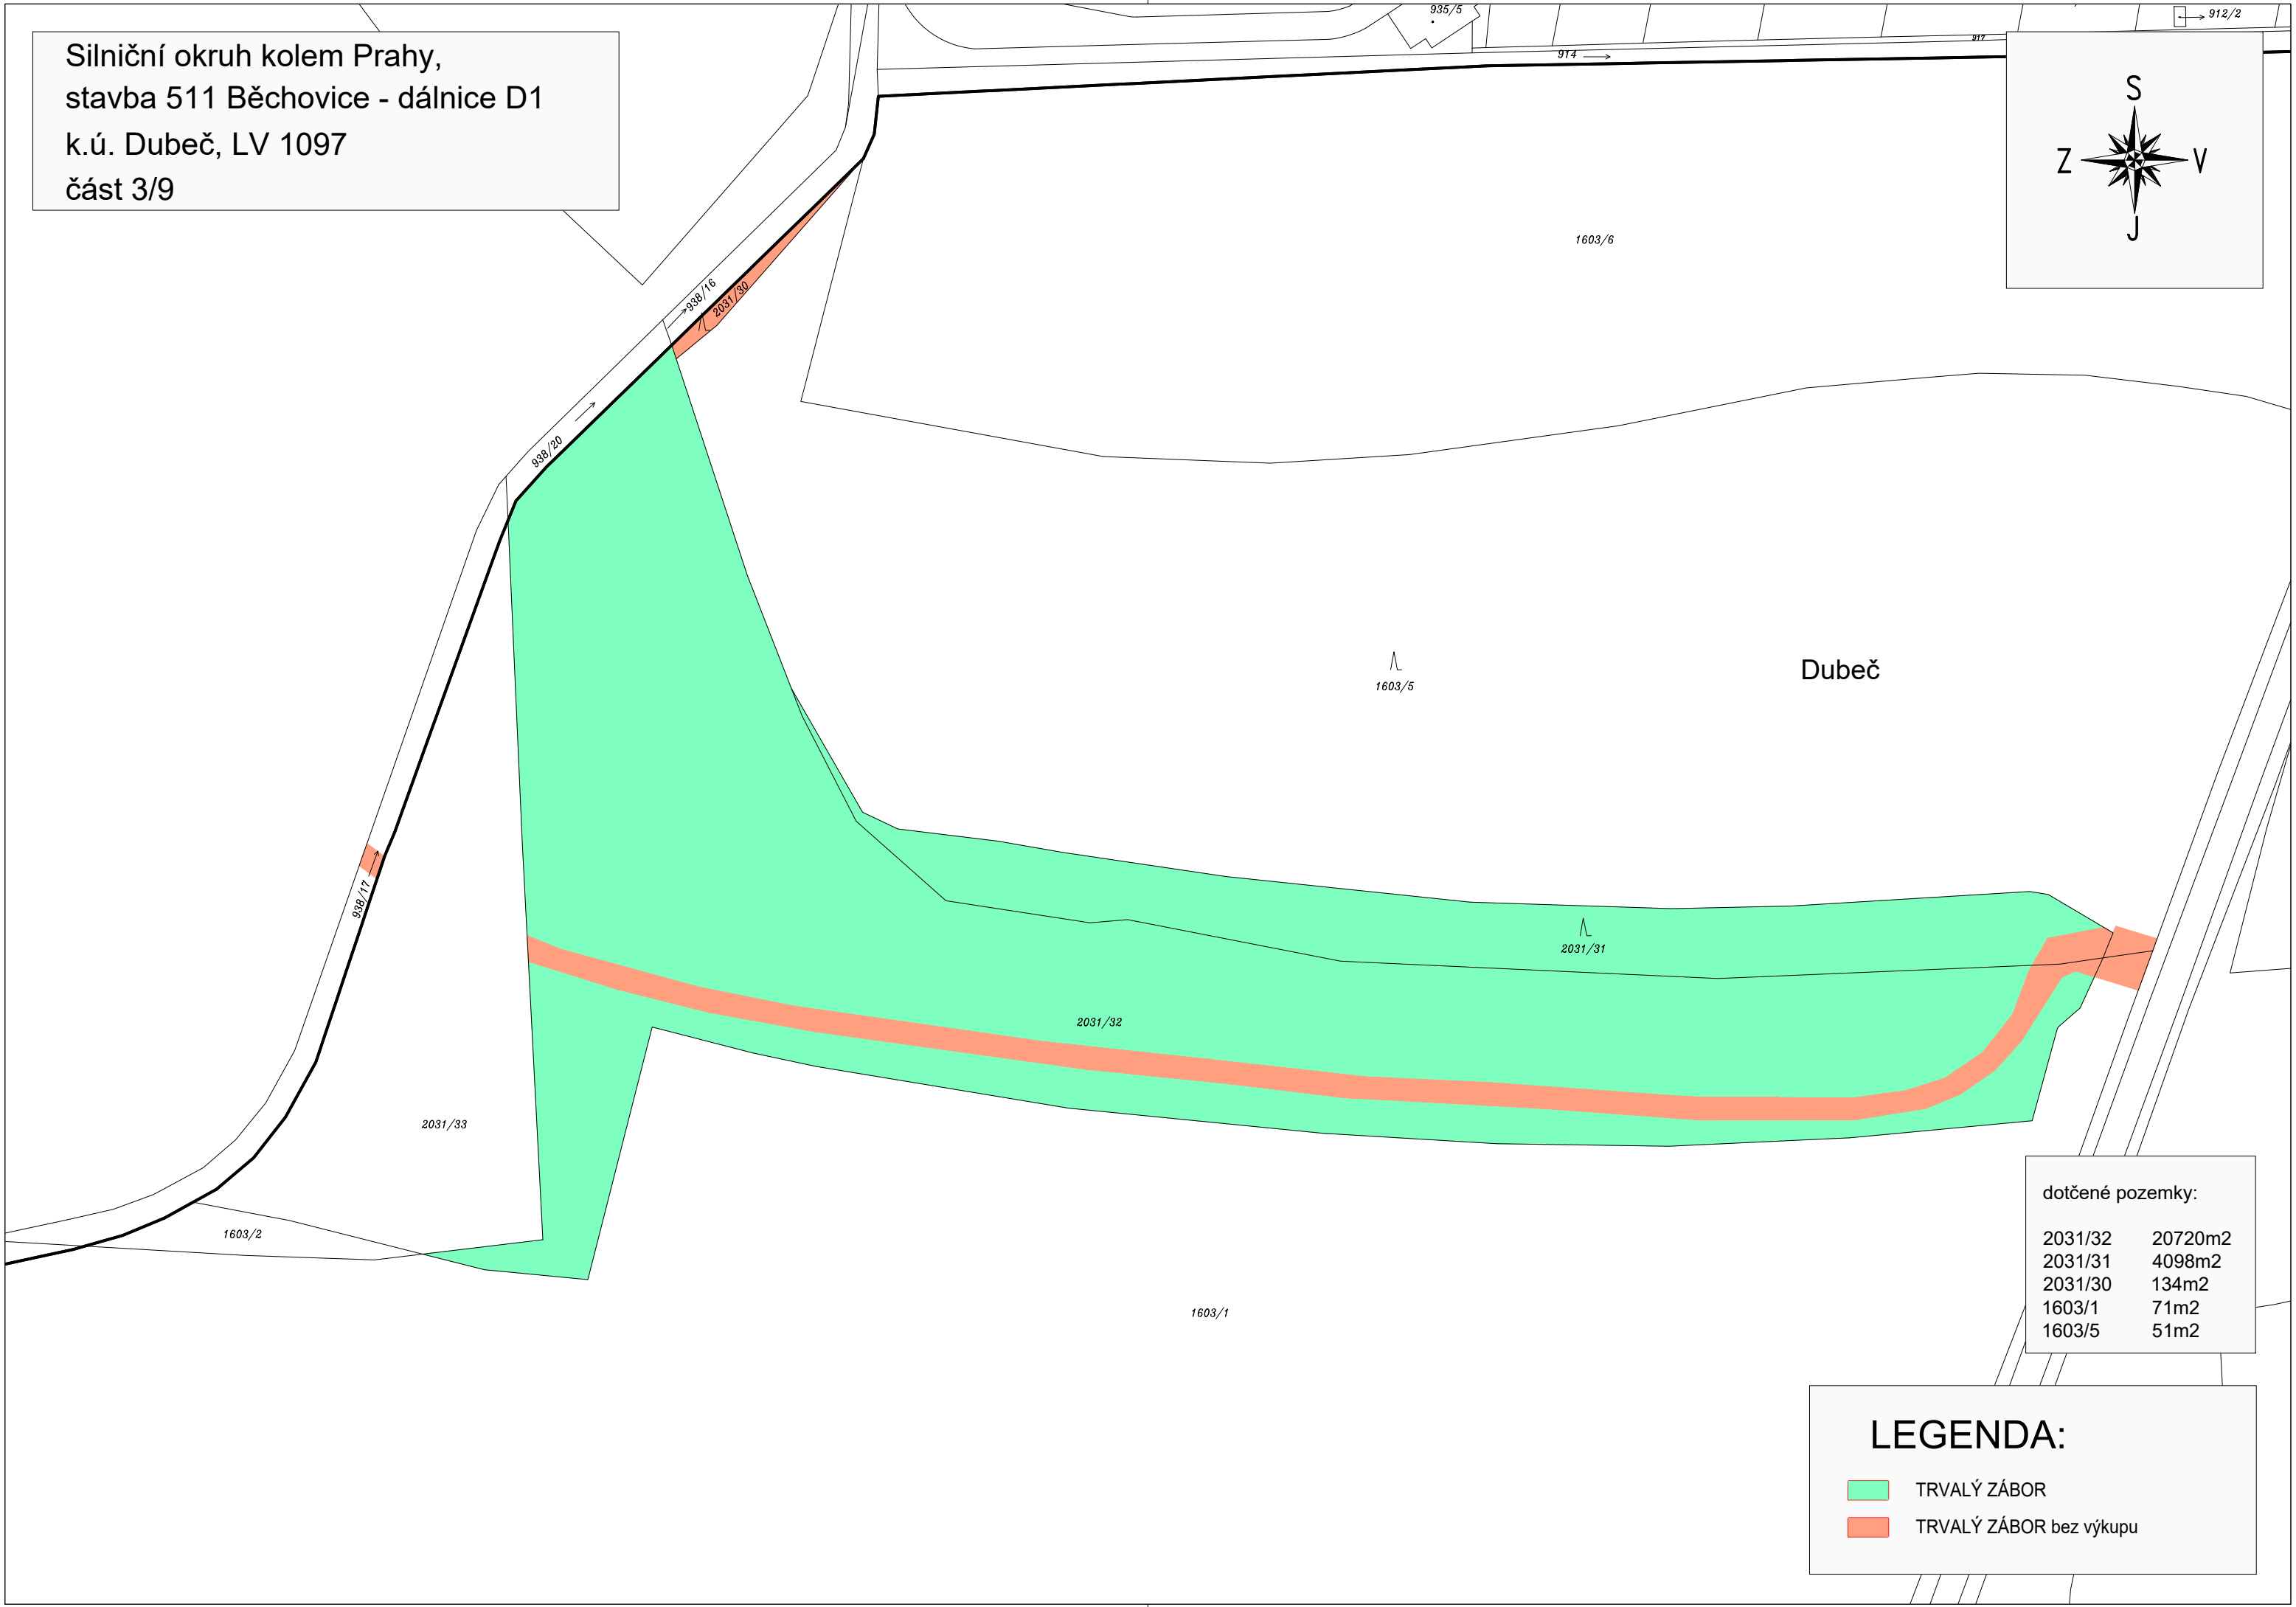 Silniční okruh kolem Prahy,
stavba 511 Běchovice - dálnice D1
k.ú. Dubeč, LV 1097
část 3/9
935/5
912/2
917
914
S
Z V
J
1603/6
938/16
2031/30
938/20
1603/5
Dubeč
938/17
2031/31
2031/32
2031/33
1603/2
1603/1
dotčené pozemky:
2031/32 20720m2
2031/31 4098m2
2031/30 134m2
1603/1 71m2
1603/5 51m2
LEGENDA:
TRVALÝ ZÁBOR
TRVALÝ ZÁBOR bez výkupu